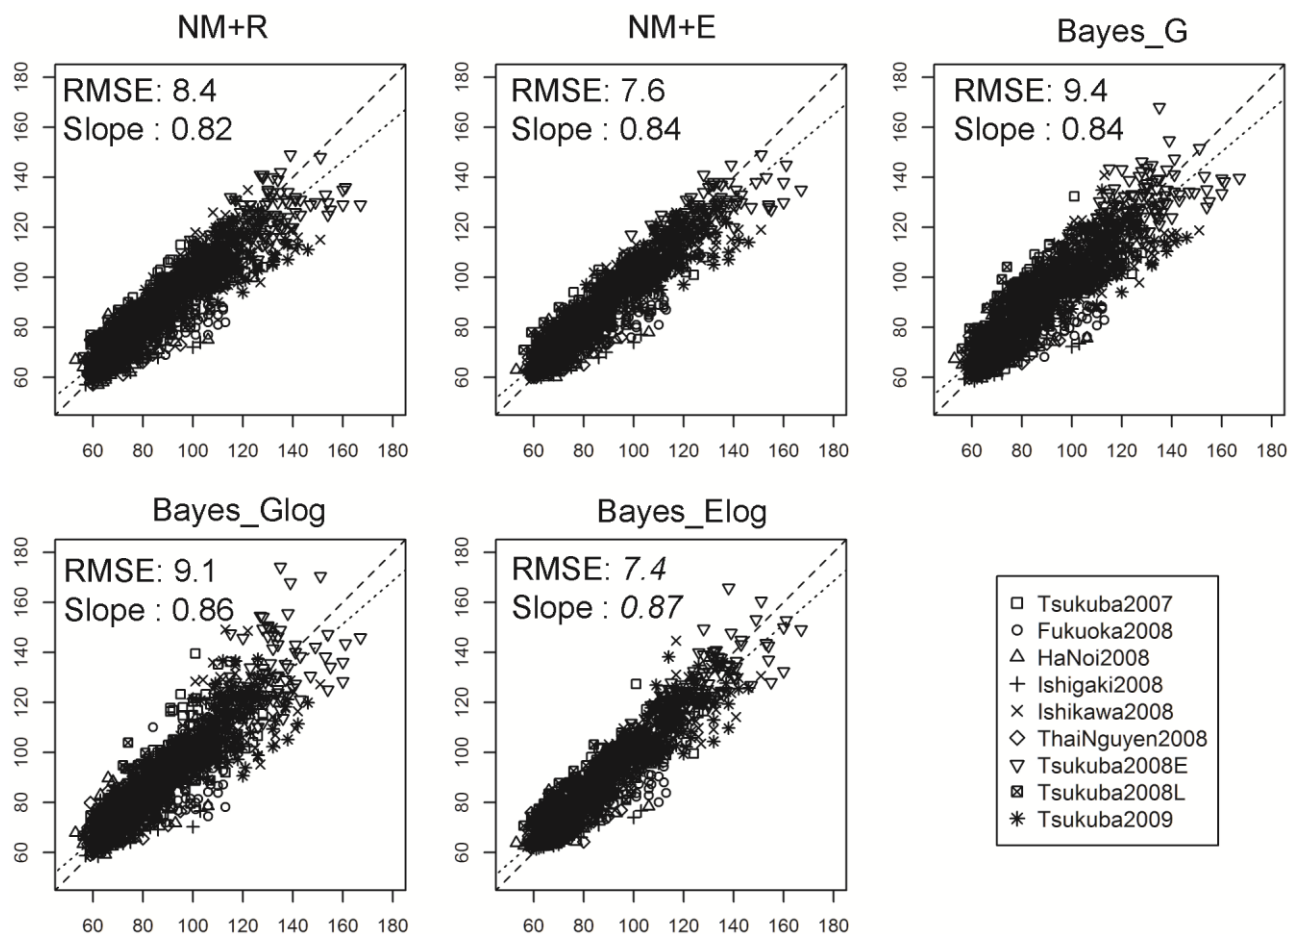 NM+R
NM+E
Bayes_G
RMSE: 8.4
Slope : 0.82
180
160
140
120
100
80
60
60 80 100 120 140 160 180
RMSE: 7.6
Slope : 0.84
180
160
140
120
100
80
60
60 80 100 120 140 160 180
RMSE: 9.4
Slope : 0.84
180
160
140
120
100
80
60
60 80 100 120 140 160 180
Bayes_Glog
Bayes_Elog
RMSE: 9.1
Slope : 0.86
180
160
140
120
100
80
60
60 80 100 120 140 160 180
RMSE: 7.4
Slope : 0.87
180
160
140
120
100
80
60
60 80 100 120 140 160 180
Tsukuba2007
Fukuoka2008
HaNoi2008
Ishigaki2008
Ishikawa2008
ThaiNguyen2008
Tsukuba2008E
Tsukuba2008L
Tsukuba2009